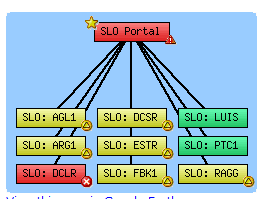 SLO Portal
SLO: AGL1 SLO: DCSR SLO: LUIS
SLO: ARG1 SLO: ESTR SLO: PTC1
SLO: DCLR SLO: FBK1 SLO: RAGG